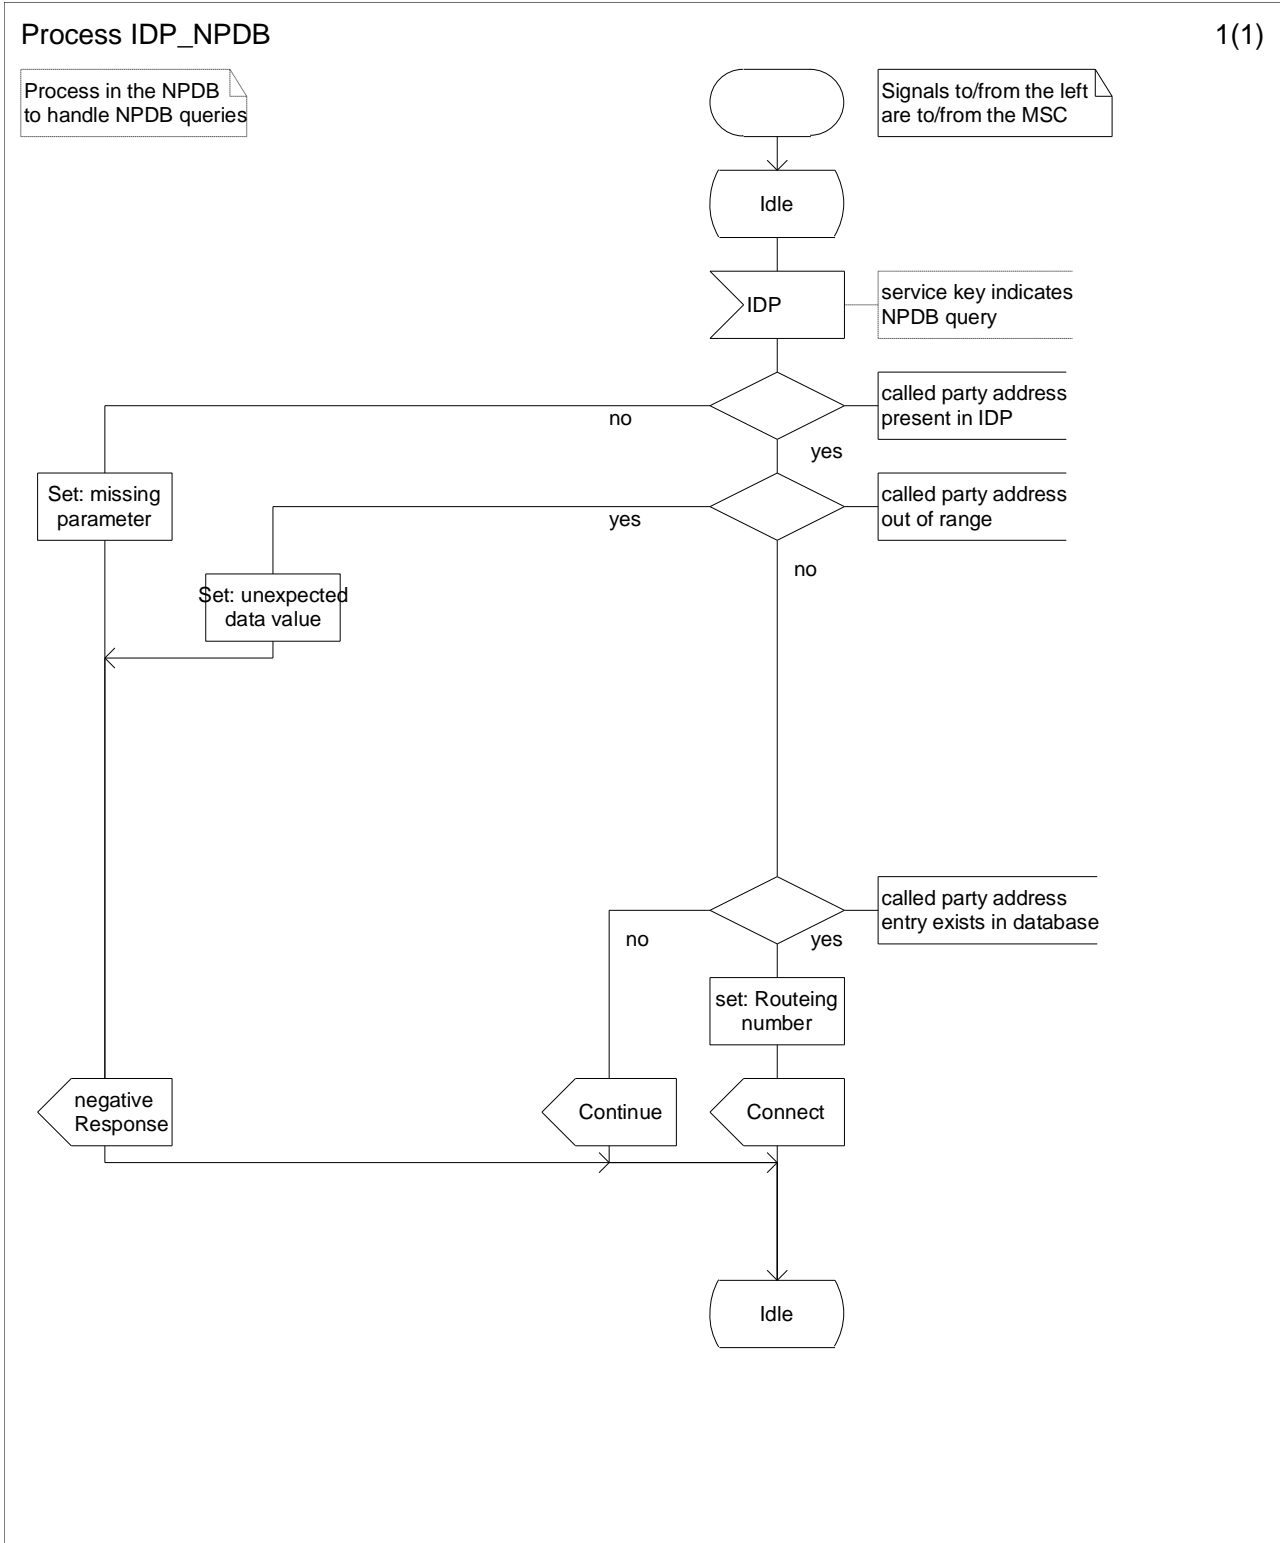 Process IDP_NPDB
1(1)
Process in the NPDB
to handle NPDB queries
Signals to/from the left
are to/from the MSC
Idle
IDP
service key indicates
NPDB query
called party address
present in IDP
no
yes
Set: missing
parameter
called party address
out of range
yes
no
Set: unexpected
data value
called party address
entry exists in database
no
yes
set: Routeing
number
negative
Response
Continue
Connect
Idle